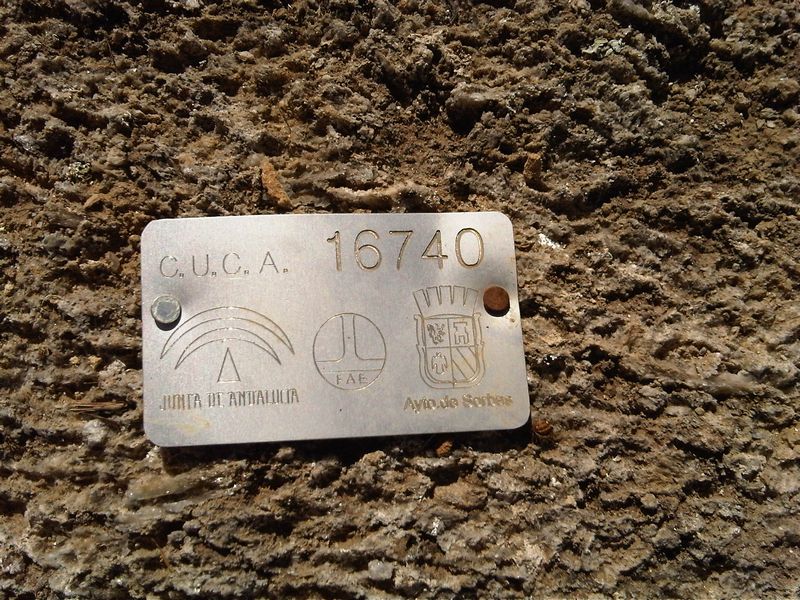 C.U.C.A. 16740
JUNTA DE ANDALUCIA
FAE
Ayto.de Sorbas